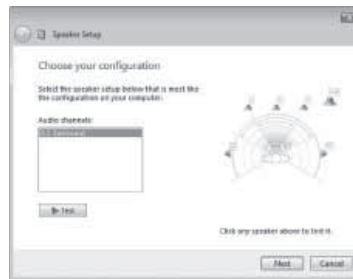 Speaker Setup
Choose your configuration
Select the speaker setup below that is most like
the configuration on your computer.
Audio channels:
Surround
Test
Click any speaker above to test it.
Next
Cancel